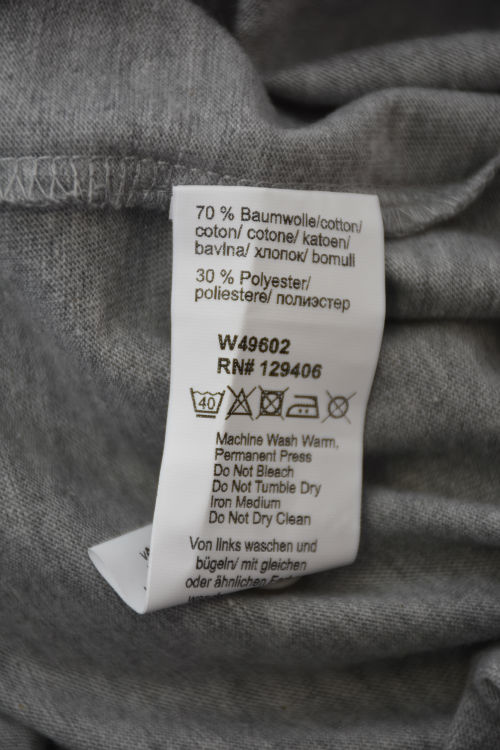 70 % Baumwolle/cotton/
coton/ cotone/ katoen/
bavlna/ хлопок/ bomuli
30 % Polyester/
poliestere/ полиэстер
W49602
RN# 129406
40
Machine Wash Warm,
Permanent Press
Do Not Bleach
Do Not Tumble Dry
Iron Medium
Do Not Dry Clean
Von links waschen und
bügeln/ mit gleichen
oder ähnlichen